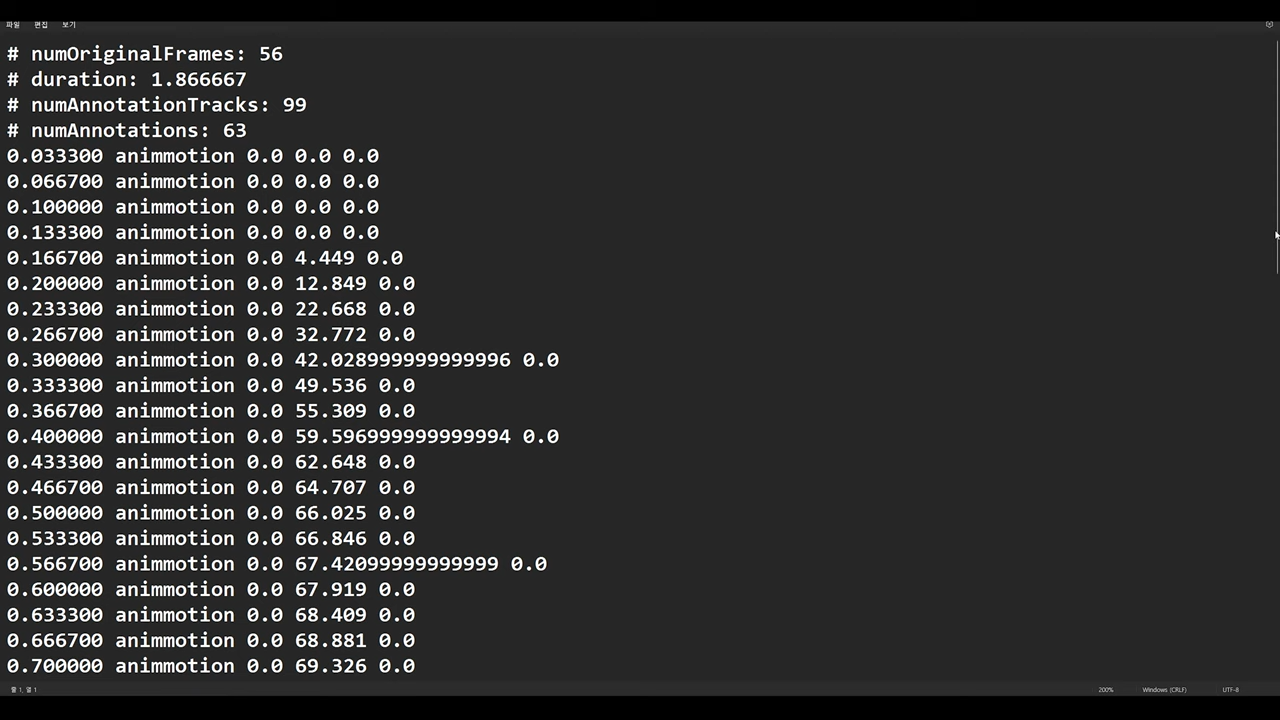 파일 편집 보기
# numOriginalFrames: 56
# duration: 1.866667
# numAnnotationTracks: 99
# numAnnotations: 63
0.033300 animmotion 0.0 0.0 0.0
0.066700 animmotion 0.0 0.0 0.0
0.100000 animmotion 0.0 0.0 0.0
0.133300 animmotion 0.0 0.0 0.0
0.166700 animmotion 0.0 4.449 0.0
0.200000 animmotion 0.0 12.849 0.0
0.233300 animmotion 0.0 22.668 0.0
0.266700 animmotion 0.0 32.772 0.0
0.300000 animmotion 0.0 42.028999999999996 0.0
0.333300 animmotion 0.0 49.536 0.0
0.366700 animmotion 0.0 55.309 0.0
0.400000 animmotion 0.0 59.596999999999994 0.0
0.433300 animmotion 0.0 62.648 0.0
0.466700 animmotion 0.0 64.707 0.0
0.500000 animmotion 0.0 66.025 0.0
0.533300 animmotion 0.0 66.846 0.0
0.566700 animmotion 0.0 67.42099999999999 0.0
0.600000 animmotion 0.0 67.919 0.0
0.633300 animmotion 0.0 68.409 0.0
0.666700 animmotion 0.0 68.881 0.0
0.700000 animmotion 0.0 69.326 0.0
줄 1, 열 1 200% Windows (CRLF) UTF-8